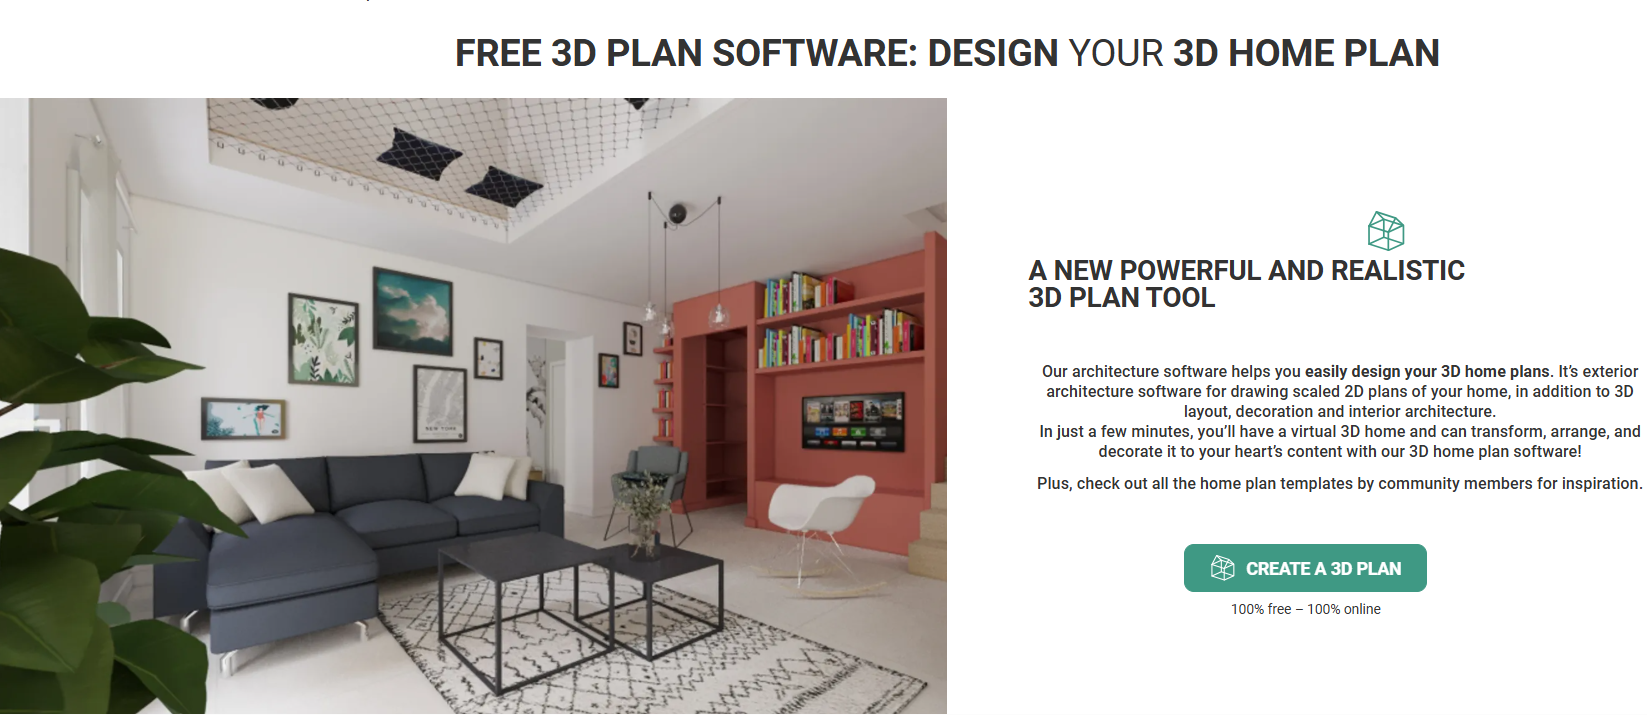 FREE 3D PLAN SOFTWARE: DESIGN YOUR 3D HOME PLAN
NEW YORK
A NEW POWERFUL AND REALISTIC
3D PLAN TOOL
Our architecture software helps you easily design your 3D home plans. It’s exterior
architecture software for drawing scaled 2D plans of your home, in addition to 3D
layout, decoration and interior architecture.
In just a few minutes, you’ll have a virtual 3D home and can transform, arrange, and
decorate it to your heart’s content with our 3D home plan software!
Plus, check out all the home plan templates by community members for inspiration.
CREATE A 3D PLAN
100% free – 100% online